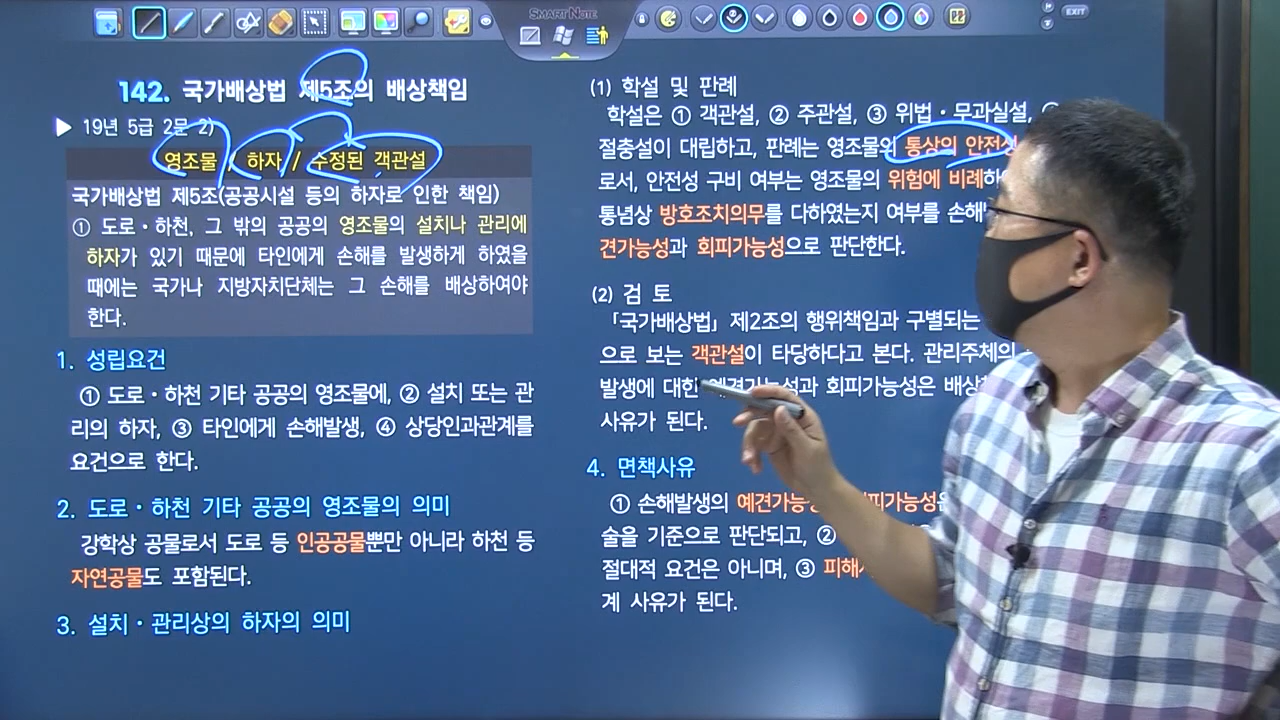 SMART NOTE
EXIT
142. 국가배상법 제5조의 배상책임
▶ 19년 5급 2문 2)
영조물 / 하자 / 수정된 객관설
국가배상법 제5조(공공시설 등의 하자로 인한 책임)
① 도로·하천, 그 밖의 공공의 영조물의 설치나 관리에
하자가 있기 때문에 타인에게 손해를 발생하게 하였을
때에는 국가나 지방자치단체는 그 손해를 배상하여야
한다.
1. 성립요건
① 도로·하천 기타 공공의 영조물에, ② 설치 또는 관
리의 하자, ③ 타인에게 손해발생, ④ 상당인과관계를
요건으로 한다.
2. 도로·하천 기타 공공의 영조물의 의미
강학상 공물로서 도로 등 인공공물뿐만 아니라 하천 등
자연공물도 포함된다.
3. 설치·관리상의 하자의 의미
(1) 학설 및 판례
학설은 ① 객관설, ② 주관설, ③ 위법·무과실설,
절충설이 대립하고, 판례는 영조물의 통상의 안전성
로서, 안전성 구비 여부는 영조물의 위험에 비례하
통념상 방호조치의무를 다하였는지 여부를 손해
견가능성과 회피가능성으로 판단한다.
(2) 검 토
「국가배상법」 제2조의 행위책임과 구별되는
으로 보는 객관설이 타당하다고 본다. 관리주체의
발생에 대한 예견가능성과 회피가능성은
사유가 된다.
4. 면책사유
① 손해발생의 예견가능 회피가능성은
술을 기준으로 판단되고, ②
절대적 요건은 아니며, ③ 피해
계 사유가 된다.